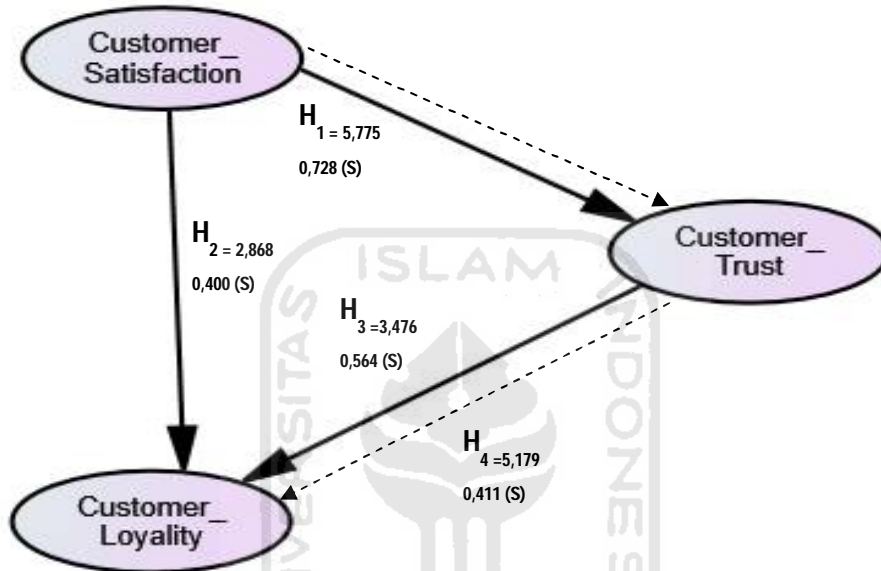 Customer_
Satisfaction
H1 = 5,775
0,728 (S)
Customer_
Trust
H2 = 2,868
0,400 (S)
ISLAM
H3 =3,476
0,564 (S)
H4 =5,179
0,411 (S)
Customer_
Loyality